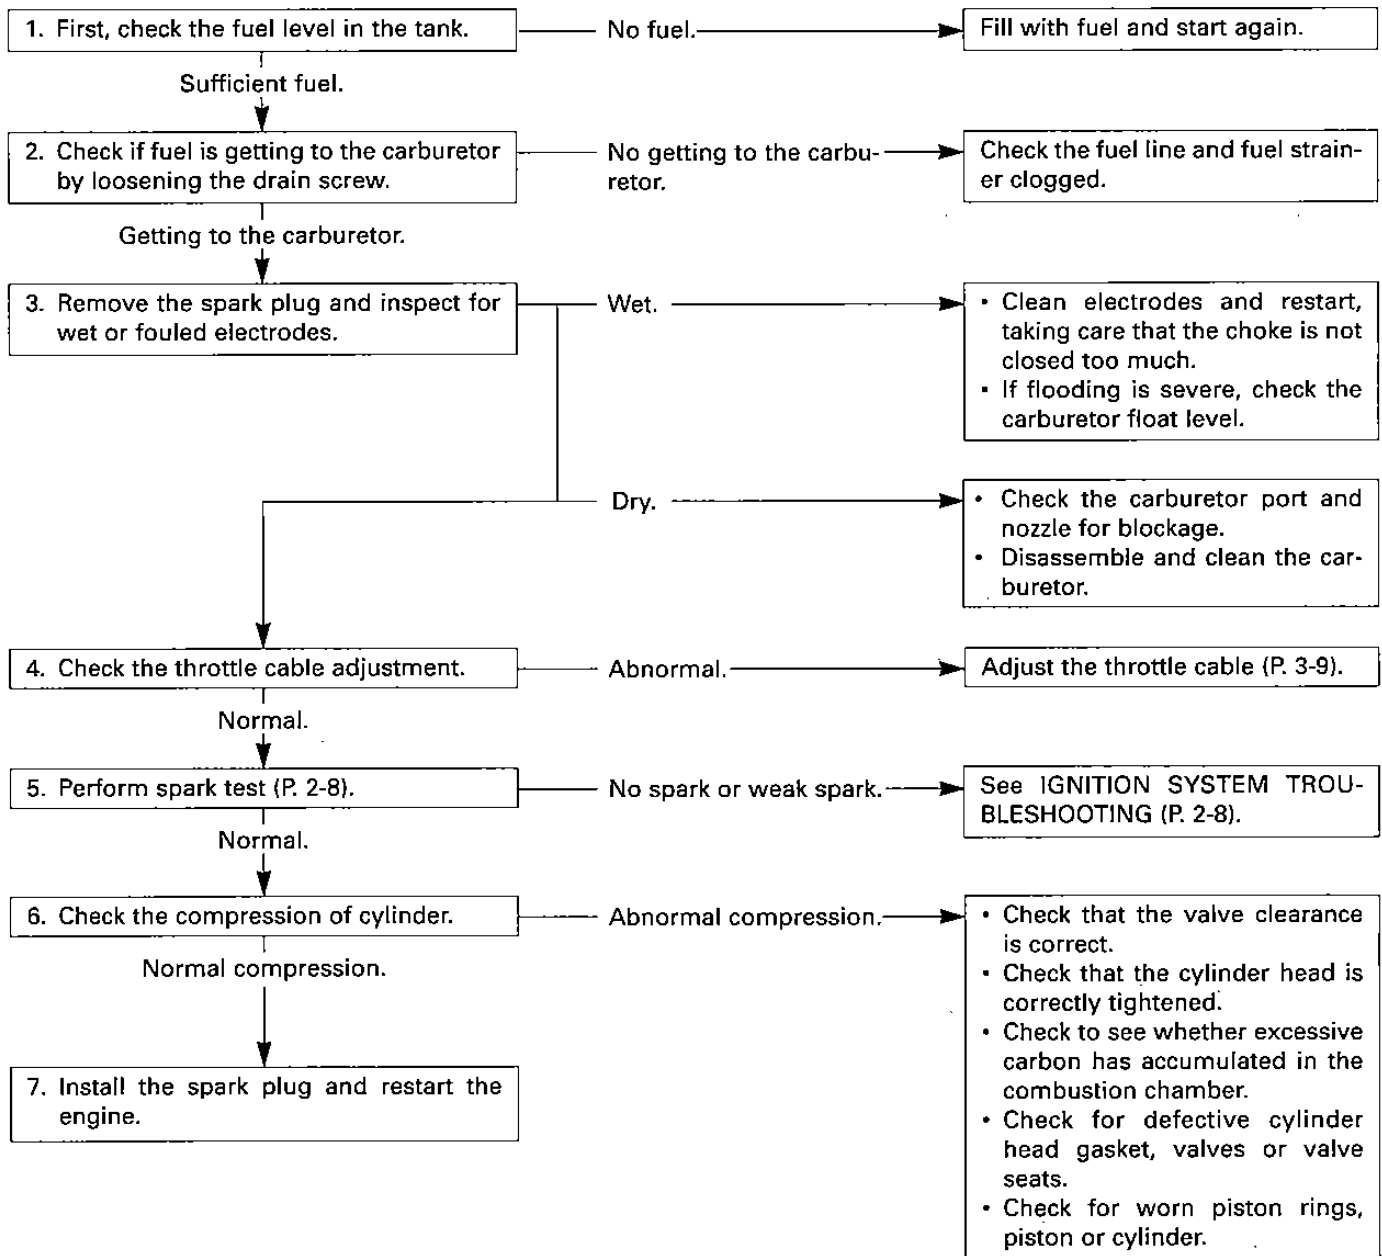 1. First, check the fuel level in the tank.
No fuel.
Fill with fuel and start again.
Sufficient fuel.
2. Check if fuel is getting to the carburetor
by loosening the drain screw.
No getting to the carbu-
retor.
Check the fuel line and fuel strain-
er clogged.
Getting to the carburetor.
3. Remove the spark plug and inspect for
wet or fouled electrodes.
Wet.
• Clean electrodes and restart,
taking care that the choke is not
closed too much.
• If flooding is severe, check the
carburetor float level.
Dry.
• Check the carburetor port and
nozzle for blockage.
• Disassemble and clean the car-
buretor.
4. Check the throttle cable adjustment.
Abnormal.
Adjust the throttle cable (P. 3-9).
Normal.
5. Perform spark test (P. 2-8).
No spark or weak spark.
See IGNITION SYSTEM TROU-
BLESHOOTING (P. 2-8).
Normal.
6. Check the compression of cylinder.
Abnormal compression.
• Check that the valve clearance
is correct.
• Check that the cylinder head is
correctly tightened.
• Check to see whether excessive
carbon has accumulated in the
combustion chamber.
• Check for defective cylinder
head gasket, valves or valve
seats.
• Check for worn piston rings,
piston or cylinder.
Normal compression.
7. Install the spark plug and restart the
engine.